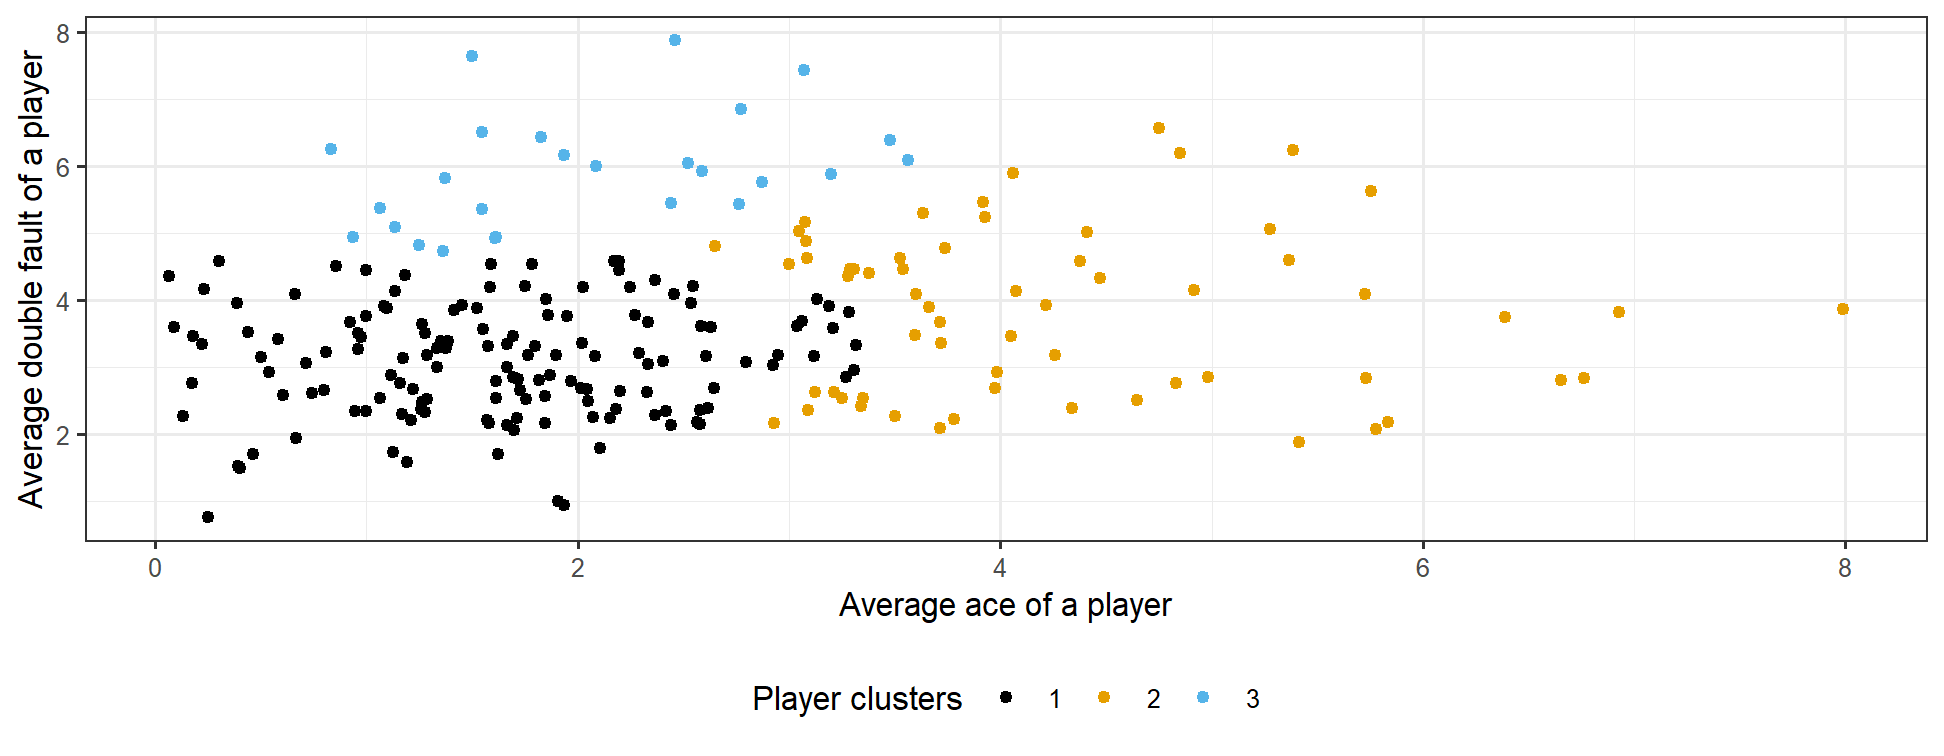 Average double fault of a player
8
6
4
2
0 2 4 6 8
Average ace of a player
Player clusters 1 2 3